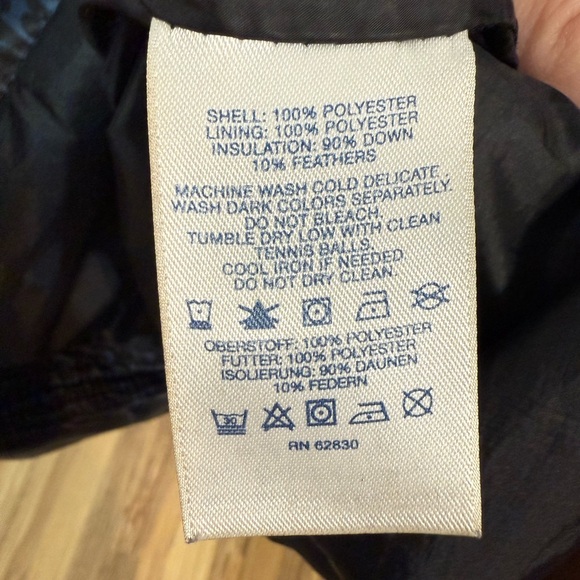 SHELL: 100% POLYESTER
LINING: 100% POLYESTER
INSULATION: 90% DOWN
10% FEATHERS
MACHINE WASH COLD DELICATE.
WASH DARK COLORS SEPARATELY.
DO NOT BLEACH.
TUMBLE DRY LOW WITH CLEAN
TENNIS BALLS.
COOL IRON IF NEEDED
DO NOT DRY CLEAN.
OBERSTOFF: 100% POLYESTER
FUTTER: 100% POLYESTER
ISOLIERUNG: 90% DAUNEN
10% FEDERN
30
RN 62830